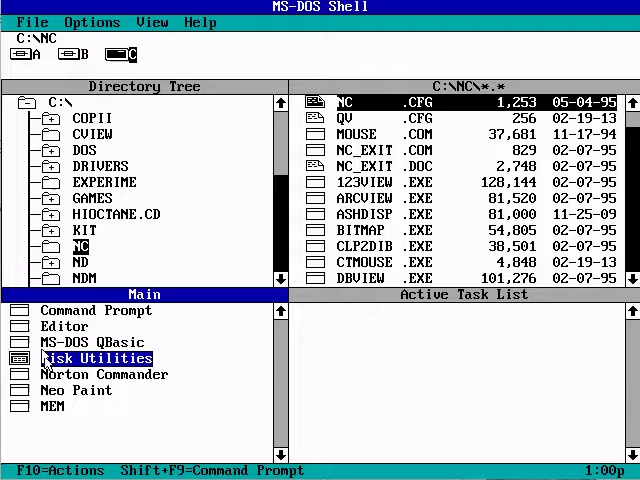 MS-DOS Shell
File Options View Help
C:\NC
A B C
Directory Tree
C:\
COPII
CVIEW
DOS
DRIVERS
EXPERIME
GAMES
HIOCTANE.CD
KIT
NC
ND
NDM
C:\NC\*.*
NC .CFG 1,253 05-04-95
QV .CFG 256 02-19-13
MOUSE .COM 37,681 11-17-94
NC_EXIT .COM 829 02-07-95
NC_EXIT .DOC 2,748 02-07-95
123VIEW .EXE 128,144 02-07-95
ARCVIEW .EXE 81,520 02-07-95
ASHDISP .EXE 81,000 11-25-09
BITMAP .EXE 54,805 02-07-95
CLP2DIB .EXE 38,501 02-07-95
CTMOUSE .EXE 4,848 02-19-13
DBVIEW .EXE 101,276 02-07-95
Main
Command Prompt
Editor
MS-DOS QBasic
Disk Utilities
Norton Commander
Neo Paint
MEM
Active Task List
F10=Actions Shift+F9=Command Prompt 1:00p